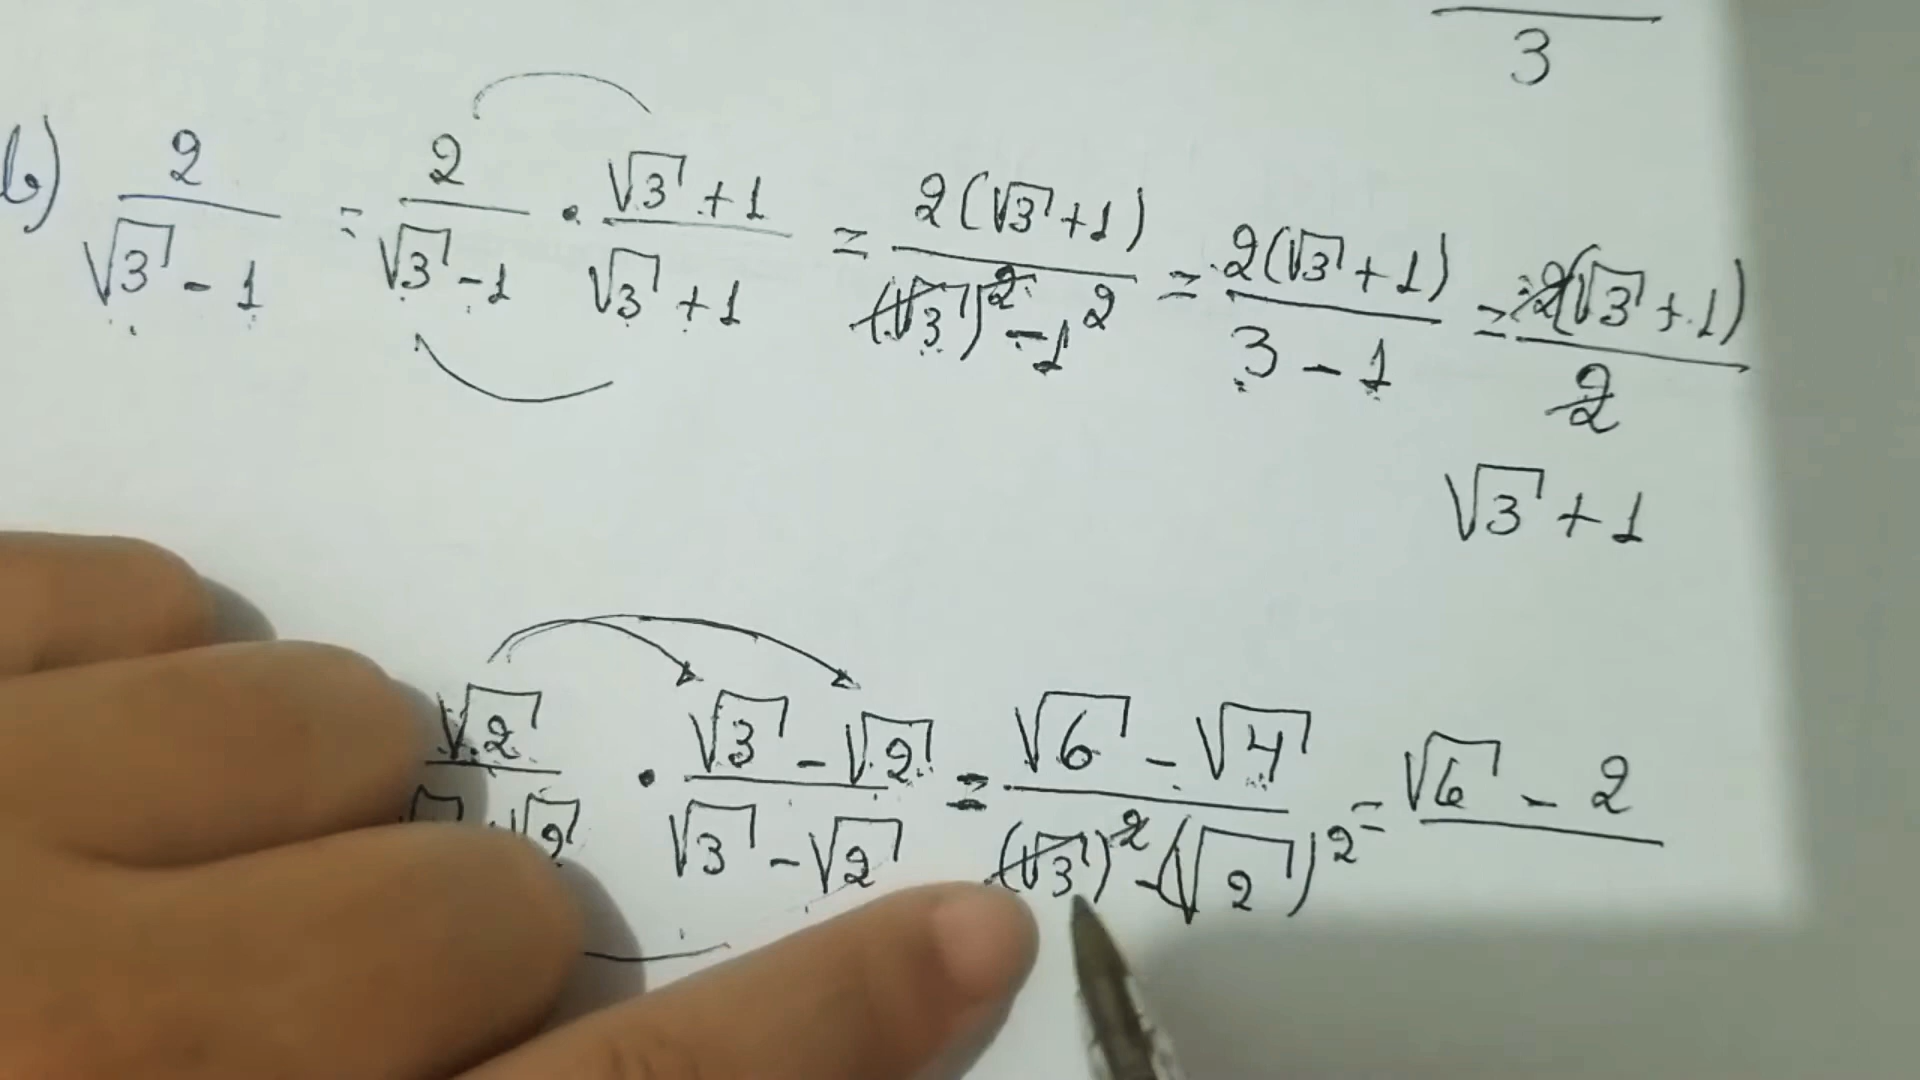 3
b) 2/(√3 - 1) = 2/(√3 - 1) · (√3 + 1)/(√3 + 1) = 2(√3 + 1)/((√3)² - 1²) = 2(√3 + 1)/(3 - 1) = 2(√3 + 1)/2
√3 + 1
√2/(√2) · (√3 - √2)/(√3 - √2) = (√6 - √4)/((√3)² - (√2)²) = √6 - 2